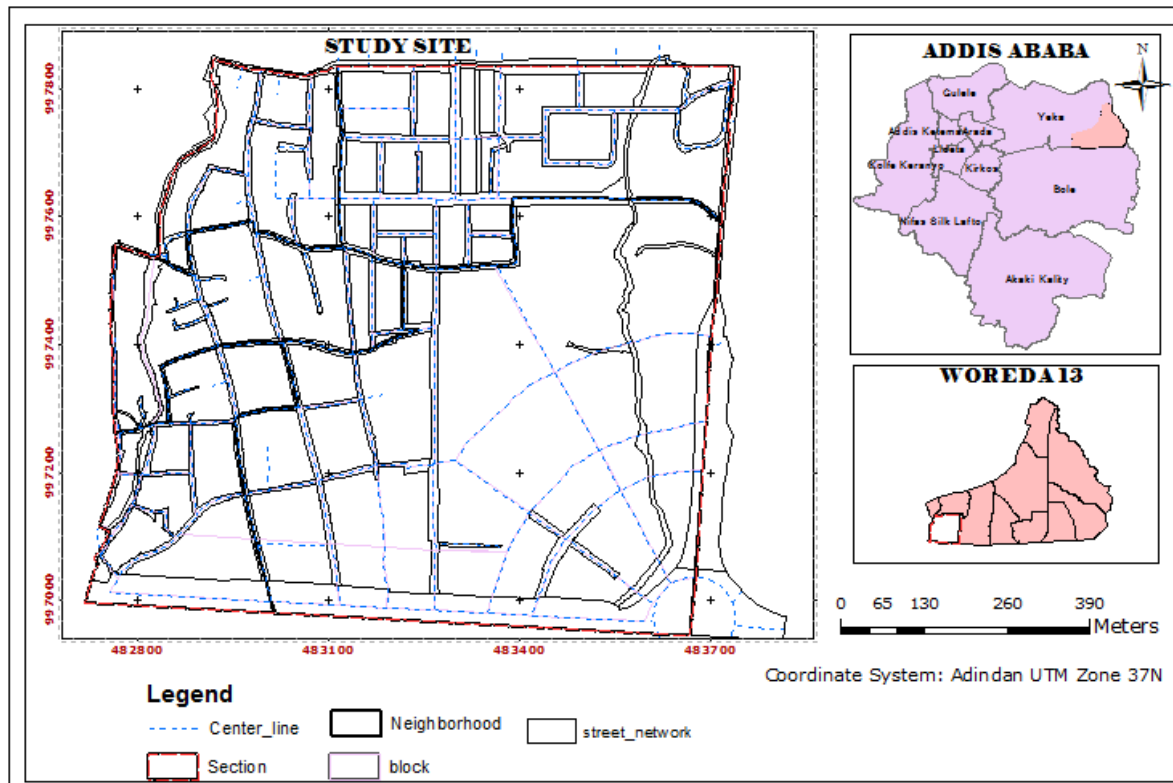 STUDY SITE
997800
997600
997400
997200
997000
482800
483100
483400
483700
ADDIS ABABA
N
Gulele
Yeka
Addis Ketema
Arada
Lideta
Kolfe Keranyo
Kirkos
Bole
Nifas Silk Lafto
Akaki Kality
WOREDA 13
0 65 130 260 390
Meters
Coordinate System: Adindan UTM Zone 37N
Legend
Center_line
Neighborhood
street_network
Section
block